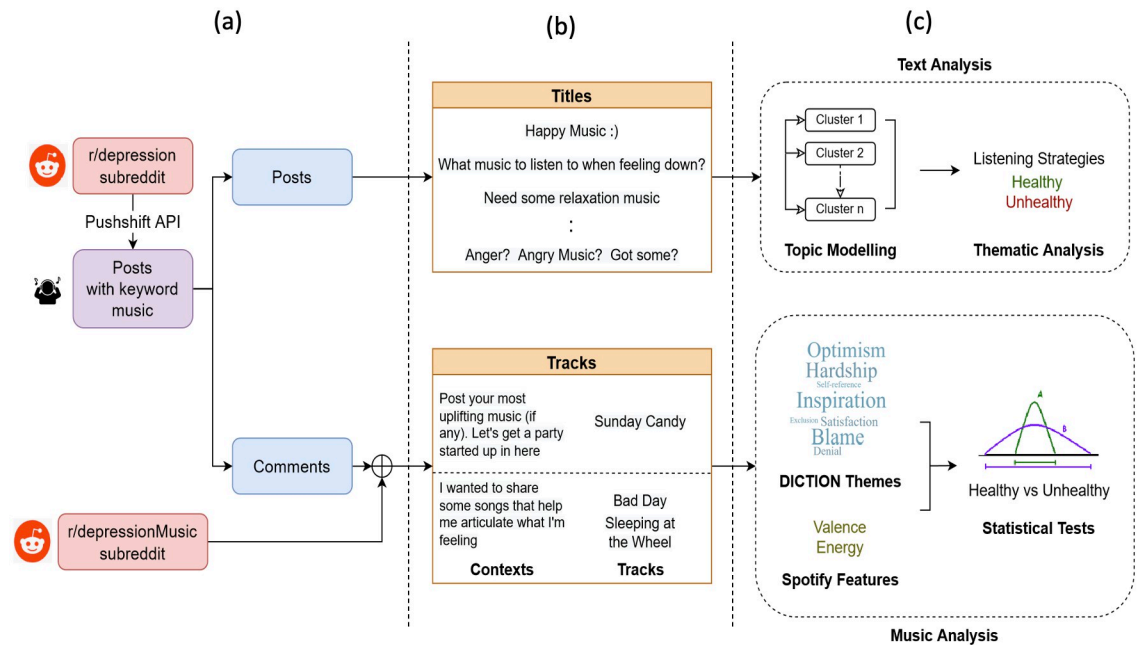 (a)
(b)
(c)
r/depression
subreddit
Pushshift API
Posts
with keyword
music
Posts
Comments
r/depressionMusic
subreddit
Titles
Happy Music :)
What music to listen to when feeling down?
Need some relaxation music
:
Anger? Angry Music? Got some?
Tracks
Post your most
uplifting music (if
any). Let's get a party
started up in here
Sunday Candy
I wanted to share
some songs that help
me articulate what I'm
feeling
Bad Day
Sleeping at
the Wheel
Contexts
Tracks
Text Analysis
Cluster 1
Cluster 2
Cluster n
Topic Modelling
Listening Strategies
Healthy
Unhealthy
Thematic Analysis
Optimism
Hardship
Self-reference
Inspiration
Exclusion Satisfaction
Blame
Denial
DICTION Themes
Valence
Energy
Spotify Features
A
B
Healthy vs Unhealthy
Statistical Tests
Music Analysis